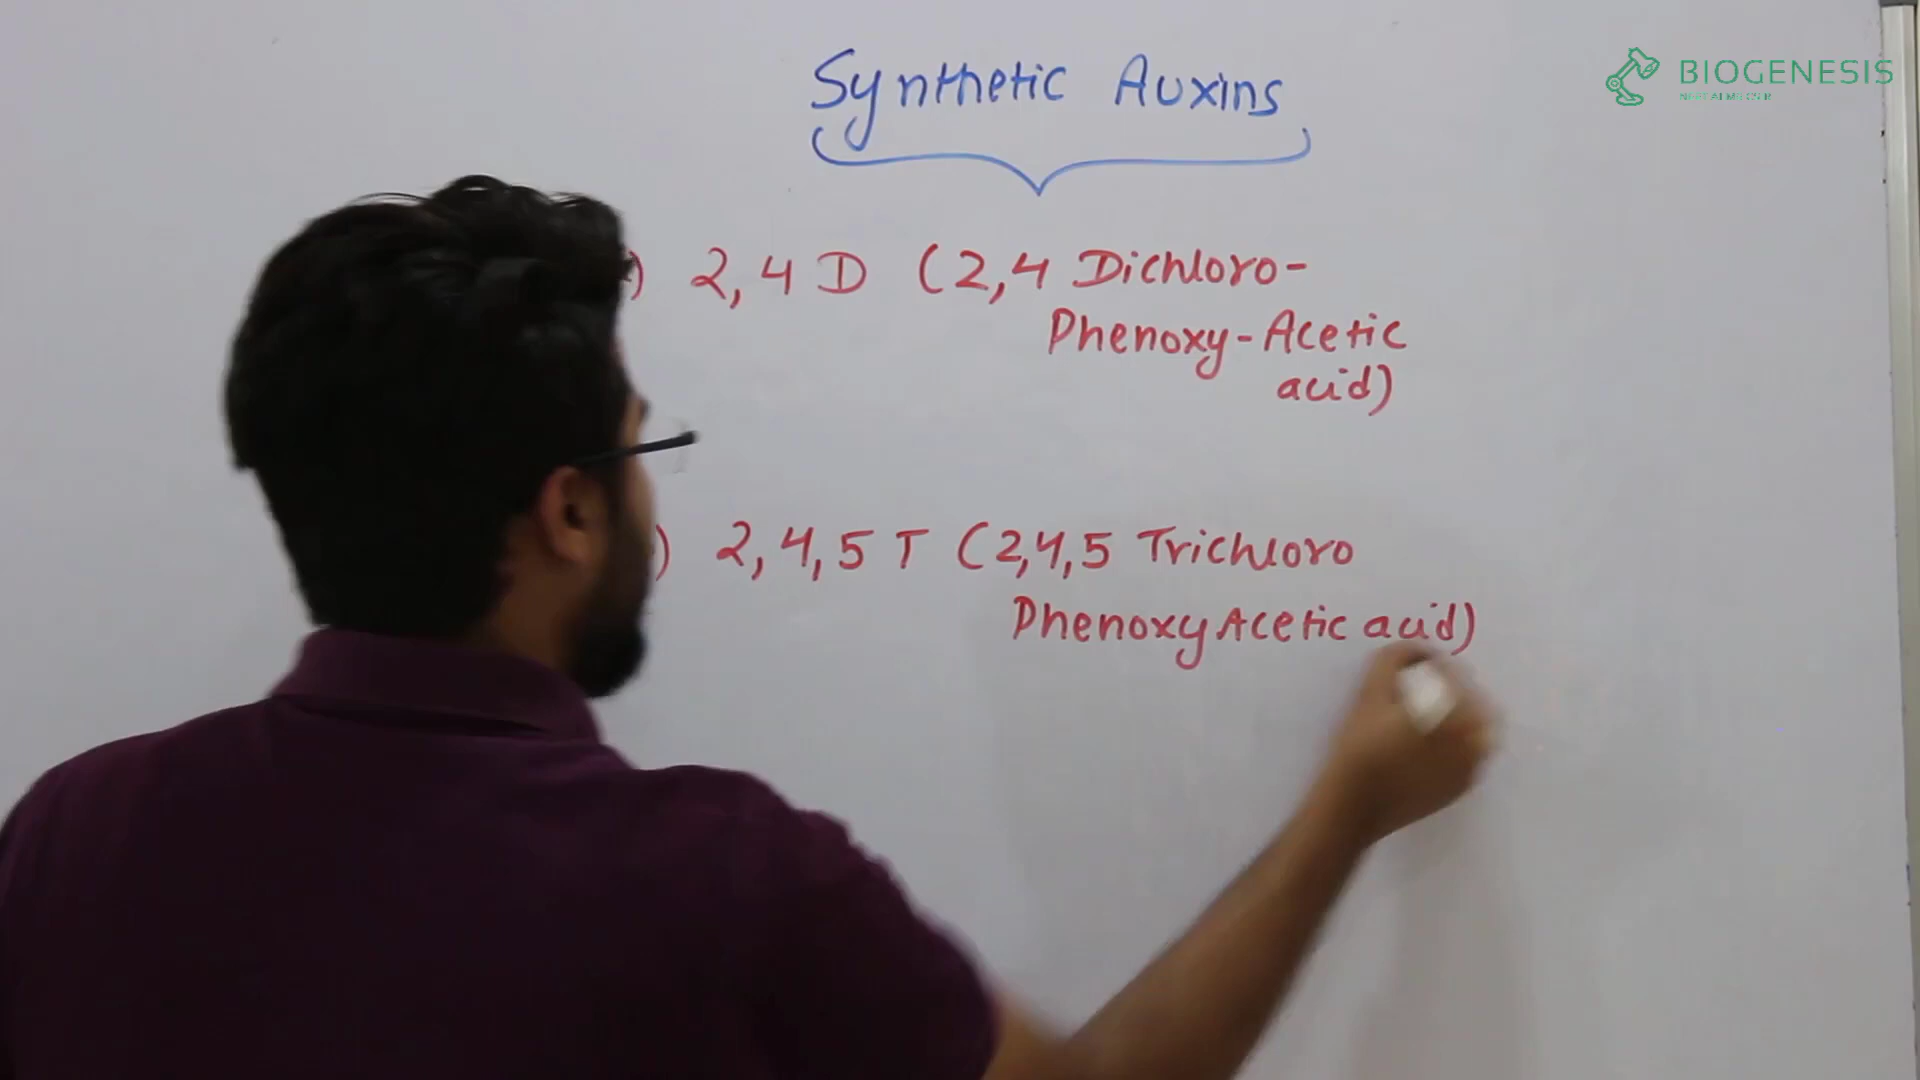 Synthetic Auxins
BIOGENESIS
) 2,4 D (2,4 Dichloro-
Phenoxy-Acetic
acid)
) 2,4,5 T (2,4,5 Trichloro
Phenoxy Acetic acid)